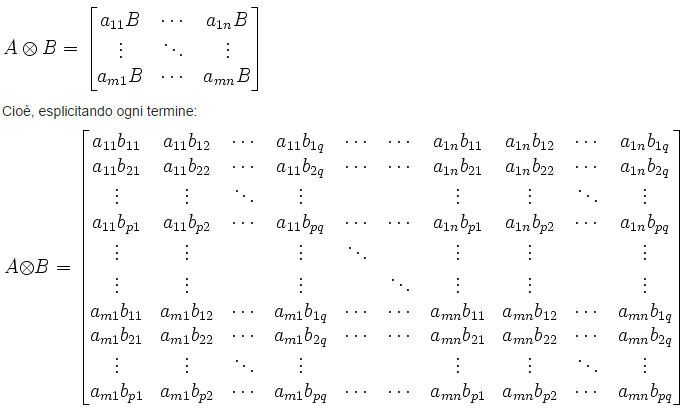 A ⊗ B = [ a₁₁B ⋯ a₁ₙB
⋮ ⋱ ⋮
aₘ₁B ⋯ aₘₙB ]
Cioè, esplicitando ogni termine:
A⊗B = [ a₁₁b₁₁ a₁₁b₁₂ ⋯ a₁₁b₁q ⋯ ⋯ a₁ₙb₁₁ a₁ₙb₁₂ ⋯ a₁ₙb₁q
a₁₁b₂₁ a₁₁b₂₂ ⋯ a₁₁b₂q ⋯ ⋯ a₁ₙb₂₁ a₁ₙb₂₂ ⋯ a₁ₙb₂q
⋮ ⋮ ⋱ ⋮ ⋮ ⋮ ⋱ ⋮
a₁₁bₚ₁ a₁₁bₚ₂ ⋯ a₁₁bₚq ⋯ ⋯ a₁ₙbₚ₁ a₁ₙbₚ₂ ⋯ a₁ₙbₚq
⋮ ⋮ ⋮ ⋱ ⋮ ⋮ ⋮
⋮ ⋮ ⋮ ⋱ ⋮ ⋮ ⋮
aₘ₁b₁₁ aₘ₁b₁₂ ⋯ aₘ₁b₁q ⋯ ⋯ aₘₙb₁₁ aₘₙb₁₂ ⋯ aₘₙb₁q
aₘ₁b₂₁ aₘ₁b₂₂ ⋯ aₘ₁b₂q ⋯ ⋯ aₘₙb₂₁ aₘₙb₂₂ ⋯ aₘₙb₂q
⋮ ⋮ ⋱ ⋮ ⋮ ⋮ ⋱ ⋮
aₘ₁bₚ₁ aₘ₁bₚ₂ ⋯ aₘ₁bₚq ⋯ ⋯ aₘₙbₚ₁ aₘₙbₚ₂ ⋯ aₘₙbₚq ]